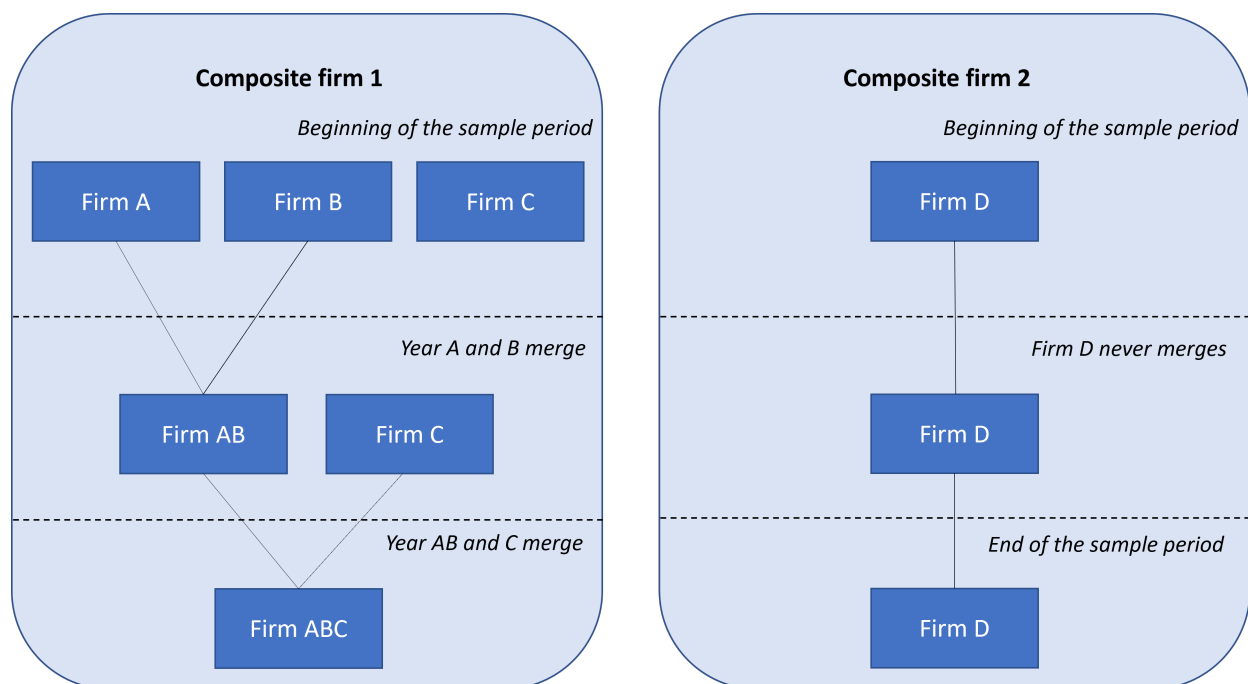 Composite firm 1
Beginning of the sample period
Firm A
Firm B
Firm C
Year A and B merge
Firm AB
Firm C
Year AB and C merge
Firm ABC
Composite firm 2
Beginning of the sample period
Firm D
Firm D never merges
Firm D
End of the sample period
Firm D